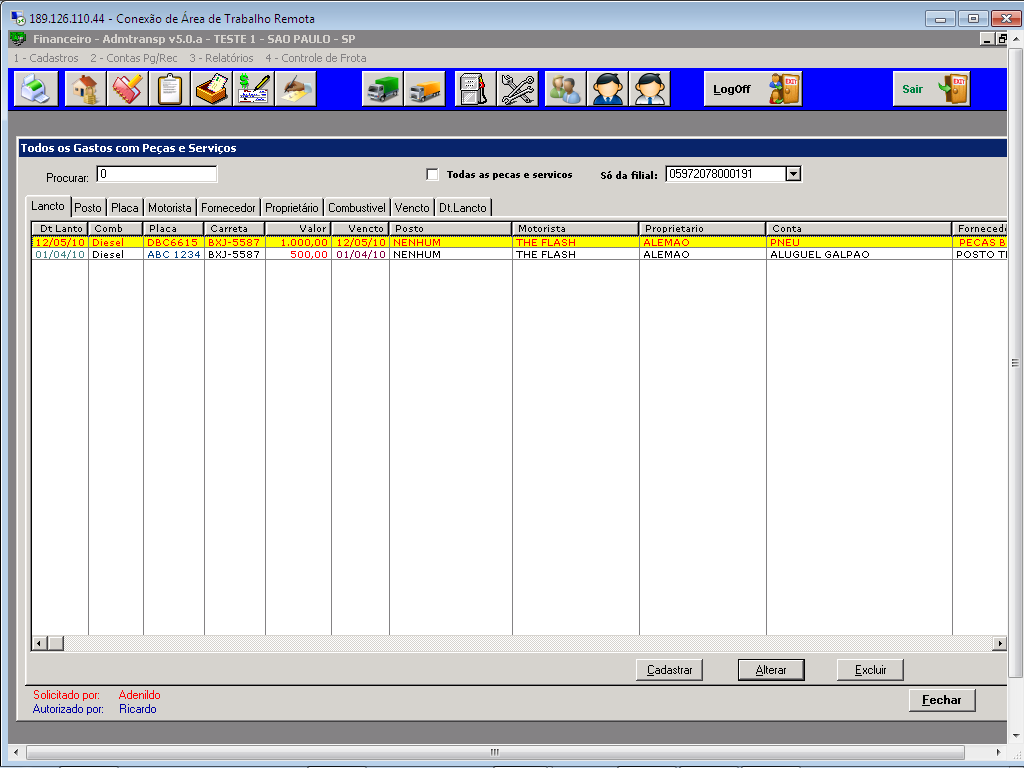 189.126.110.44 - Conexão de Área de Trabalho Remota
Financeiro - Admtransp v5.0.a - TESTE 1 - SAO PAULO - SP
1 - Cadastros 2 - Contas Pg/Rec 3 - Relatórios 4 - Controle de Frota
LogOff EXIT Sair EXIT
Todos os Gastos com Peças e Serviços
Procurar: 0 Todas as pecas e servicos Só da filial: 05972078000191
Lancto Posto Placa Motorista Fornecedor Proprietário Combustivel Vencto Dt.Lancto
Dt Lanto Comb Placa Carreta Valor Vencto Posto Motorista Proprietario Conta Fornecedo
12/05/10 Diesel DBC6615 BXJ-5587 1.000,00 12/05/10 NENHUM THE FLASH ALEMAO PNEU PECAS B
01/04/10 Diesel ABC 1234 BXJ-5587 500,00 01/04/10 NENHUM THE FLASH ALEMAO ALUGUEL GALPAO POSTO TI
Cadastrar Alterar Excluir
Solicitado por: Adenildo
Autorizado por: Ricardo
Fechar